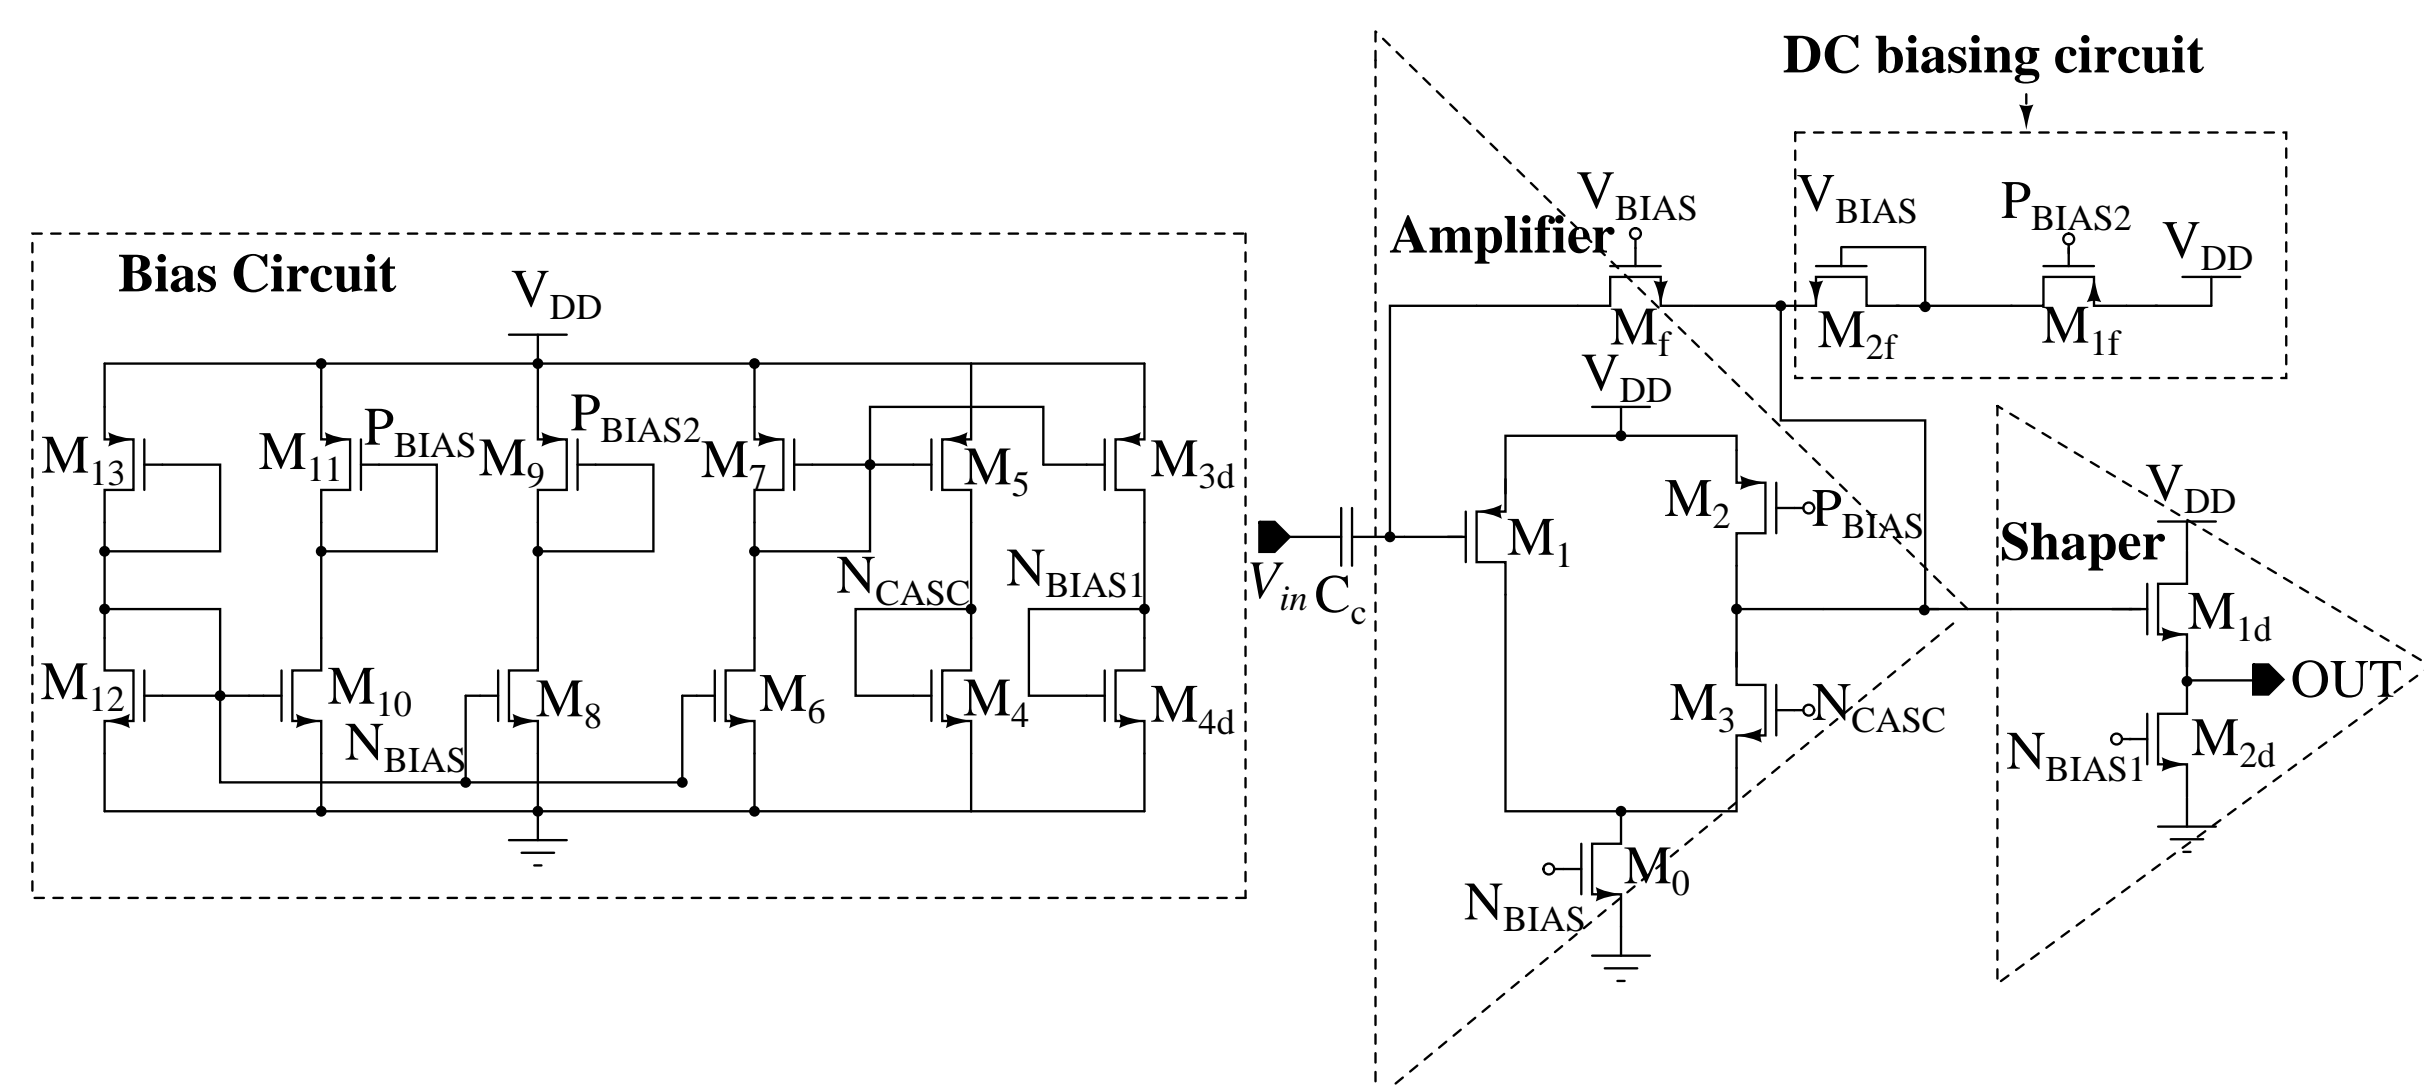 DC biasing circuit
V_BIAS
V_BIAS
P_BIAS2
V_DD
Amplifier
M_f
M_2f
M_1f
Bias Circuit
V_DD
M_13
M_11
P_BIAS
M_9
P_BIAS2
M_7
M_5
M_3d
N_CASC
N_BIAS1
M_12
M_10
N_BIAS
M_8
M_6
M_4
M_4d
V_in
C_c
V_DD
M_1
M_2
P_BIAS
M_3
N_CASC
M_0
N_BIAS
Shaper
V_DD
M_1d
OUT
N_BIAS1
M_2d